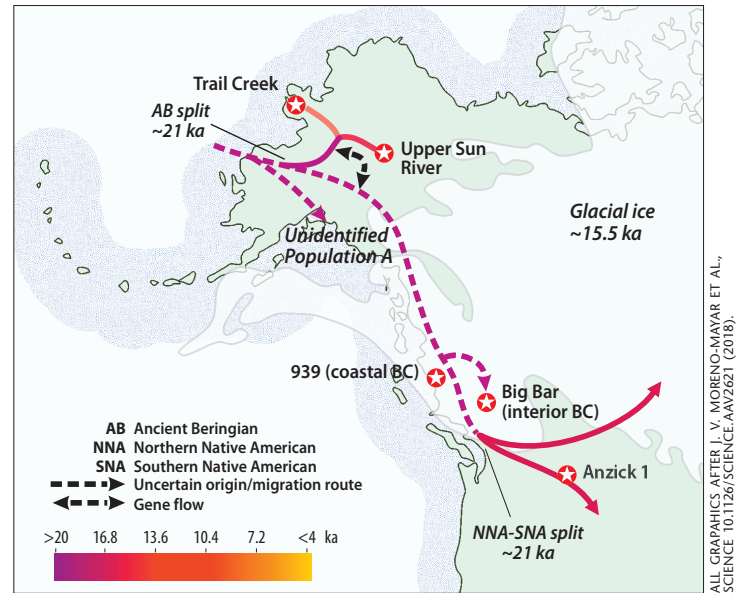 Trail Creek
AB split
~21 ka
Upper Sun
River
Glacial ice
~15.5 ka
Unidentified
Population A
939 (coastal BC)
Big Bar
(interior BC)
AB Ancient Beringian
NNA Northern Native American
SNA Southern Native American
Uncertain origin/migration route
Gene flow
Anzick 1
NNA-SNA split
~21 ka
>20 16.8 13.6 10.4 7.2 <4 ka
ALL GRAPAHICS AFTER J. V. MORENO-MAYAR ET AL.,
SCIENCE 10.1126/SCIENCE.AAV2621 (2018).